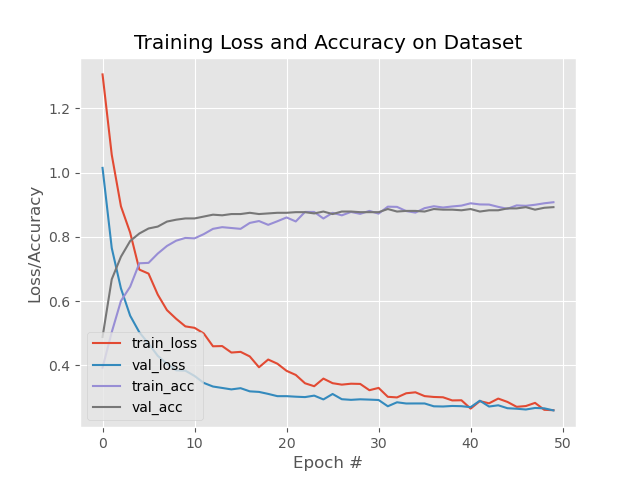 Training Loss and Accuracy on Dataset
Loss/Accuracy
1.2
1.0
0.8
0.6
0.4
train_loss
val_loss
train_acc
val_acc
0 10 20 30 40 50
Epoch #